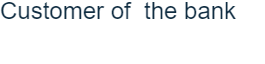 Customer of  the bank